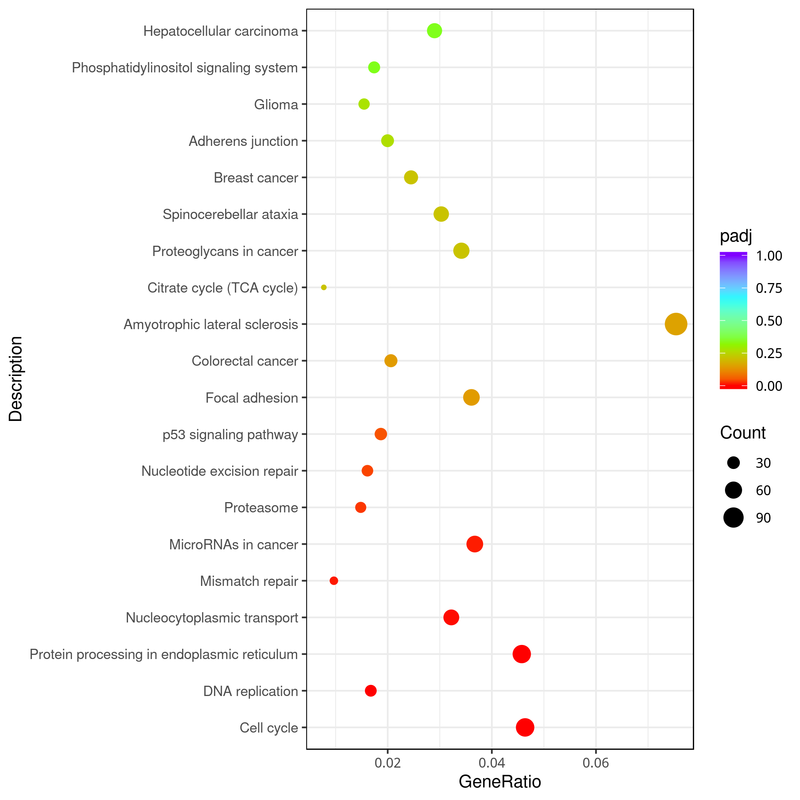 Hepatocellular carcinoma
Phosphatidylinositol signaling system
Glioma
Adherens junction
Breast cancer
Spinocerebellar ataxia
Proteoglycans in cancer
Citrate cycle (TCA cycle)
Amyotrophic lateral sclerosis
Colorectal cancer
Focal adhesion
p53 signaling pathway
Nucleotide excision repair
Proteasome
MicroRNAs in cancer
Mismatch repair
Nucleocytoplasmic transport
Protein processing in endoplasmic reticulum
DNA replication
Cell cycle
Description
0.02 0.04 0.06
GeneRatio
padj
1.00
0.75
0.50
0.25
0.00
Count
30
60
90